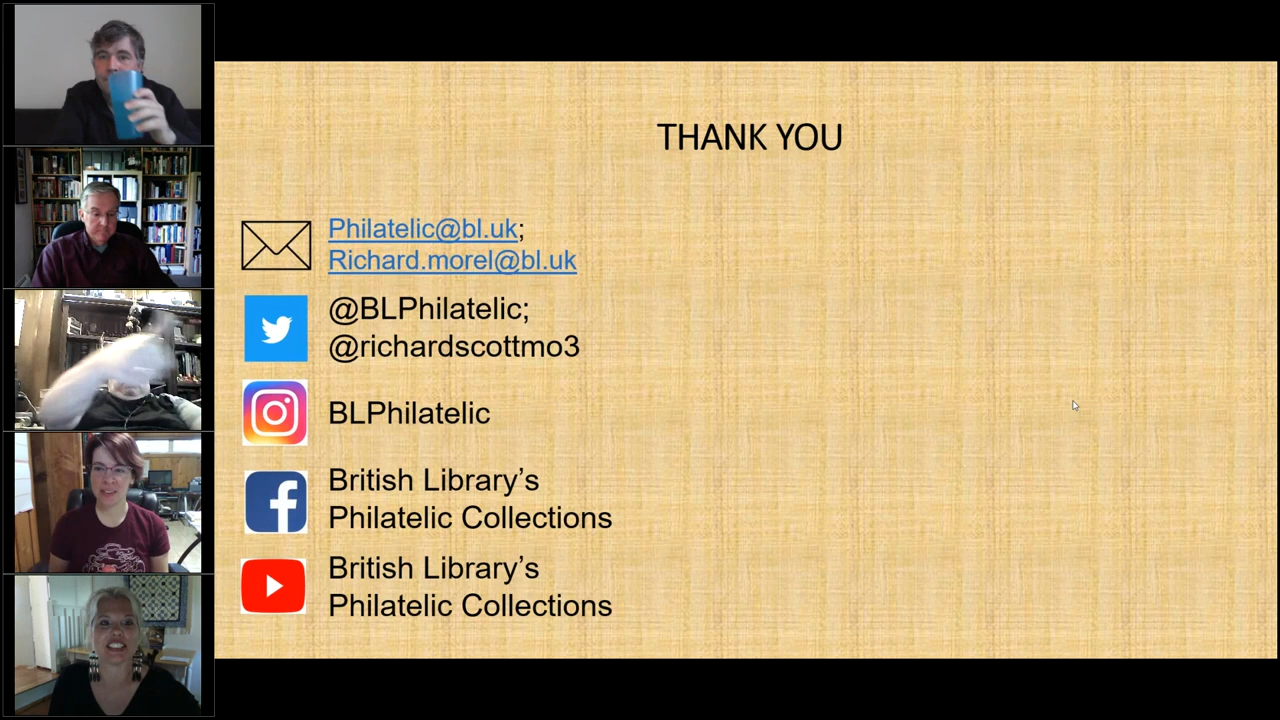 THANK YOU
Philatelic@bl.uk;
Richard.morel@bl.uk
@BLPhilatelic;
@richardscottmo3
BLPhilatelic
British Library’s
Philatelic Collections
British Library’s
Philatelic Collections